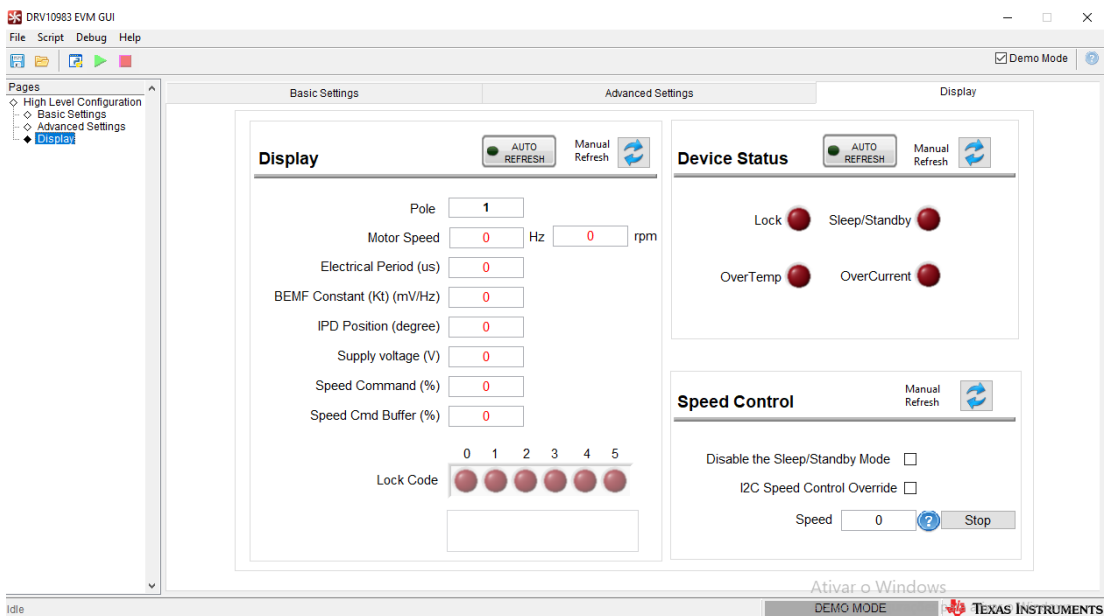 DRV10983 EVM GUI
File Script Debug Help
Demo Mode
Pages
High Level Configuration
Basic Settings
Advanced Settings
Display
Basic Settings
Advanced Settings
Display
Display
AUTO
REFRESH
Manual
Refresh
Pole 1
Motor Speed 0 Hz 0 rpm
Electrical Period (us) 0
BEMF Constant (Kt) (mV/Hz) 0
IPD Position (degree) 0
Supply voltage (V) 0
Speed Command (%) 0
Speed Cmd Buffer (%) 0
0 1 2 3 4 5
Lock Code
Device Status
AUTO
REFRESH
Manual
Refresh
Lock Sleep/Standby
OverTemp OverCurrent
Speed Control
Manual
Refresh
Disable the Sleep/Standby Mode
I2C Speed Control Override
Speed 0 ? Stop
Ativar o Windows
Idle
DEMO MODE
TEXAS INSTRUMENTS